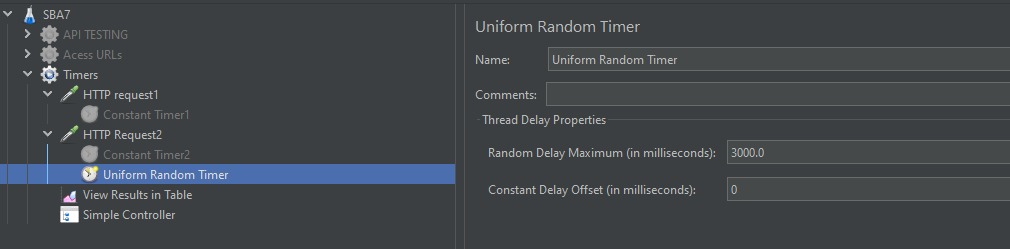 SBA7
API TESTING
Acess URLs
Timers
HTTP request1
Constant Timer1
HTTP Request2
Constant Timer2
Uniform Random Timer
View Results in Table
Simple Controller
Uniform Random Timer
Name: Uniform Random Timer
Comments:
Thread Delay Properties
Random Delay Maximum (in milliseconds): 3000.0
Constant Delay Offset (in milliseconds): 0